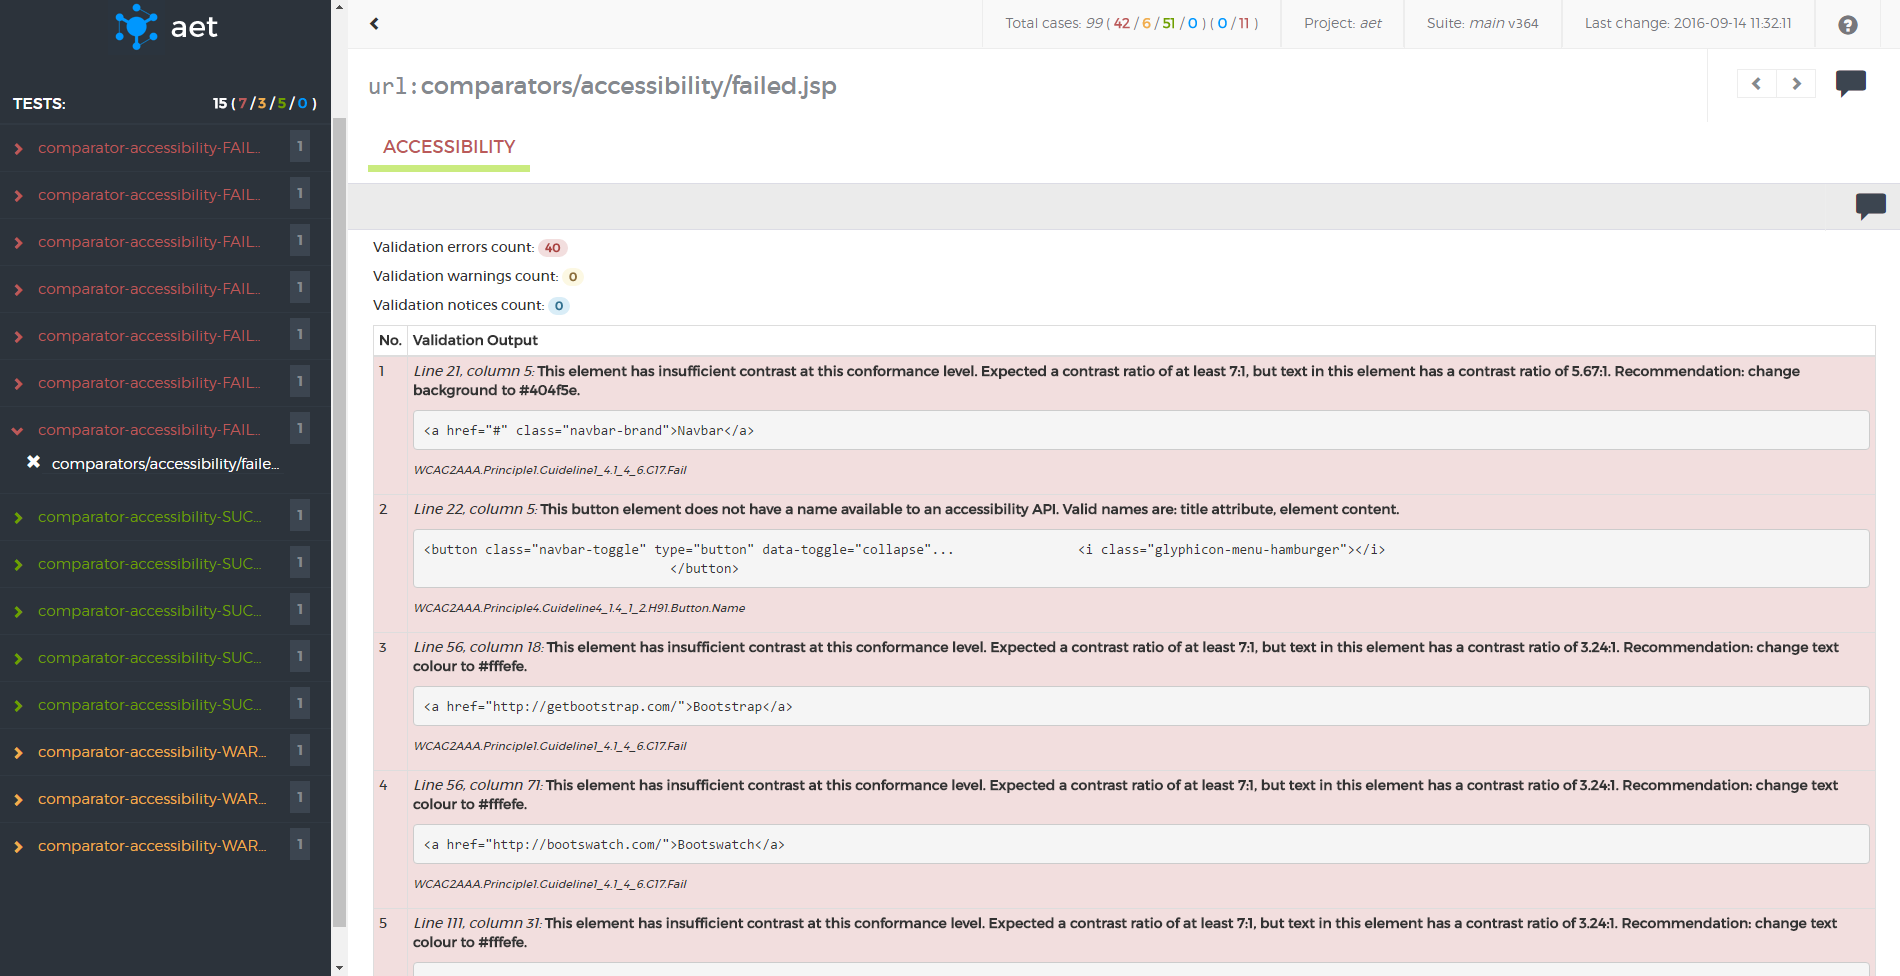 aet
TESTS: 15 ( 7 / 3 / 5 / 0 )
comparator-accessibility-FAIL... 1
comparator-accessibility-FAIL... 1
comparator-accessibility-FAIL... 1
comparator-accessibility-FAIL... 1
comparator-accessibility-FAIL... 1
comparator-accessibility-FAIL... 1
comparator-accessibility-FAIL... 1
comparators/accessibility/faile...
comparator-accessibility-SUC... 1
comparator-accessibility-SUC... 1
comparator-accessibility-SUC... 1
comparator-accessibility-SUC... 1
comparator-accessibility-SUC... 1
comparator-accessibility-WAR... 1
comparator-accessibility-WAR... 1
comparator-accessibility-WAR... 1
Total cases: 99 ( 42 / 6 / 51 / 0 ) ( 0 / 11 ) Project: aet Suite: main v364 Last change: 2016-09-14 11:32:11 ?
url:comparators/accessibility/failed.jsp
ACCESSIBILITY
Validation errors count: 40
Validation warnings count: 0
Validation notices count: 0
No. Validation Output
1 Line 21, column 5: This element has insufficient contrast at this conformance level. Expected a contrast ratio of at least 7:1, but text in this element has a contrast ratio of 5.67:1. Recommendation: change
background to #404f5e.
<a href="#" class="navbar-brand">Navbar</a>
WCAG2AAA.Principle1.Guideline1_4.1_4_6.G17.Fail
2 Line 22, column 5: This button element does not have a name available to an accessibility API. Valid names are: title attribute, element content.
<button class="navbar-toggle" type="button" data-toggle="collapse"... <i class="glyphicon-menu-hamburger"></i>
</button>
WCAG2AAA.Principle4.Guideline4_1.4_1_2.H91.Button.Name
3 Line 56, column 18: This element has insufficient contrast at this conformance level. Expected a contrast ratio of at least 7:1, but text in this element has a contrast ratio of 3.24:1. Recommendation: change text
colour to #fffefe.
<a href="http://getbootstrap.com/">Bootstrap</a>
WCAG2AAA.Principle1.Guideline1_4.1_4_6.G17.Fail
4 Line 56, column 71: This element has insufficient contrast at this conformance level. Expected a contrast ratio of at least 7:1, but text in this element has a contrast ratio of 3.24:1. Recommendation: change text
colour to #fffefe.
<a href="http://bootswatch.com/">Bootswatch</a>
WCAG2AAA.Principle1.Guideline1_4.1_4_6.G17.Fail
5 Line 111, column 31: This element has insufficient contrast at this conformance level. Expected a contrast ratio of at least 7:1, but text in this element has a contrast ratio of 3.24:1. Recommendation: change text
colour to #fffefe.